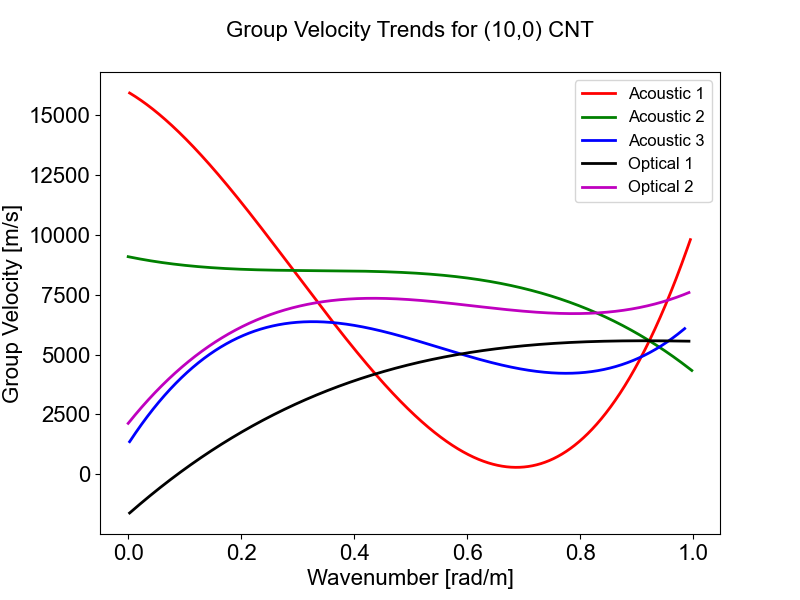 Group Velocity Trends for (10,0) CNT
Acoustic 1
Acoustic 2
Acoustic 3
Optical 1
Optical 2
Group Velocity [m/s]
15000
12500
10000
7500
5000
2500
0
0.0 0.2 0.4 0.6 0.8 1.0
Wavenumber [rad/m]